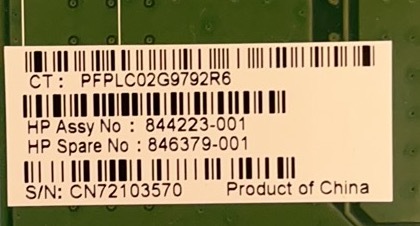 CT: PFPLC02G9792R6
HP Assy No : 844223-001
HP Spare No : 846379-001
S/N: CN72103570 Product of China